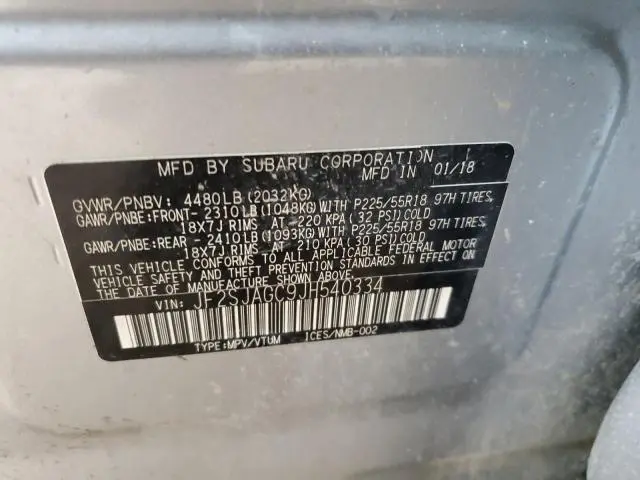 MFD BY SUBARU CORPORATION
MFD IN 01/18
GVWR/PNBV: 4480LB (2032KG)
GAWR/PNBE:FRONT- 2310LB (1048KG)WITH P225/55R18 97H TIRES,
18X7J RIMS AT 220 KPA (32 PSI)COLD
GAWR/PNBE:REAR - 2410LB (1093KG)WITH P225/55R18 97H TIRES,
18X7J RIMS AT 210 KPA (30 PSI)COLD
THIS VEHICLE CONFORMS TO ALL APPLICABLE FEDERAL MOTOR
VEHICLE SAFETY AND THEFT PREVENTION STANDARDS IN EFFECT ON
THE DATE OF MANUFACTURE SHOWN ABOVE.
VIN: JF2SJAGC9JH540334
TYPE:MPV/VTUM ICES/NMB-002